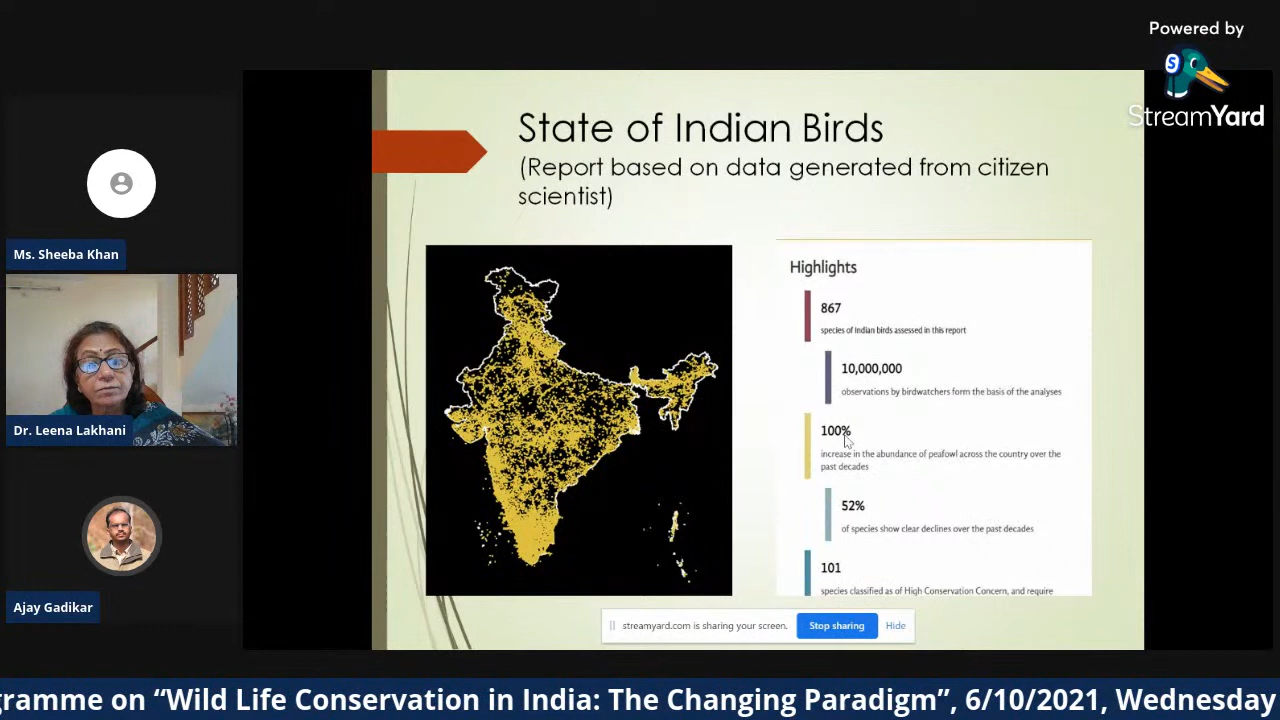 Powered by
S
StreamYard
State of Indian Birds
(Report based on data generated from citizen
scientist)
Ms. Sheeba Khan
Dr. Leena Lakhani
Ajay Gadikar
Highlights
867
species of Indian birds assessed in this report
10,000,000
observations by birdwatchers form the basis of the analyses
100%
increase in the abundance of peafowl across the country over the
past decades
52%
of species show clear declines over the past decades
101
species classified as of High Conservation Concern, and require
streamyard.com is sharing your screen.
Stop sharing
Hide
gramme on “Wild Life Conservation in India: The Changing Paradigm”, 6/10/2021, Wednesday